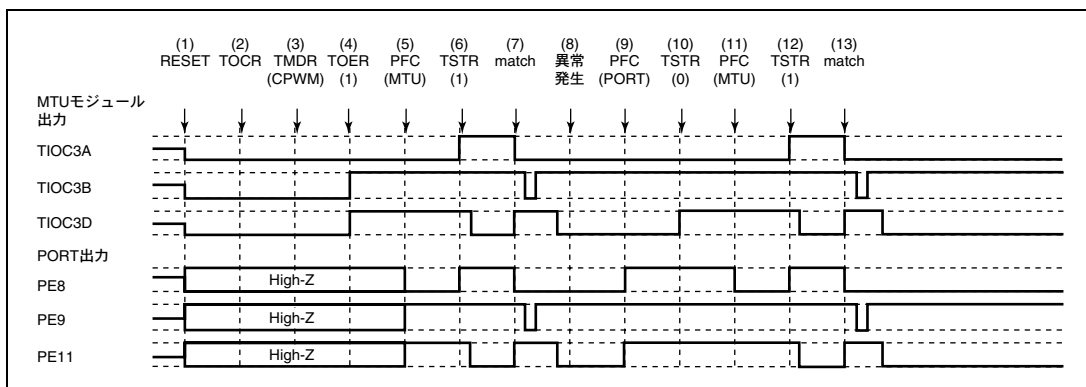 (1) (2) (3) (4) (5) (6) (7) (8) (9) (10) (11) (12) (13)
RESET TOCR TMDR TOER PFC TSTR match 異常 PFC TSTR PFC TSTR match
(CPWM) (1) (MTU) (1) 発生 (PORT) (0) (MTU) (1)
MTUモジュール
出力
TIOC3A
TIOC3B
TIOC3D
PORT出力
PE8 High-Z
PE9 High-Z
PE11 High-Z